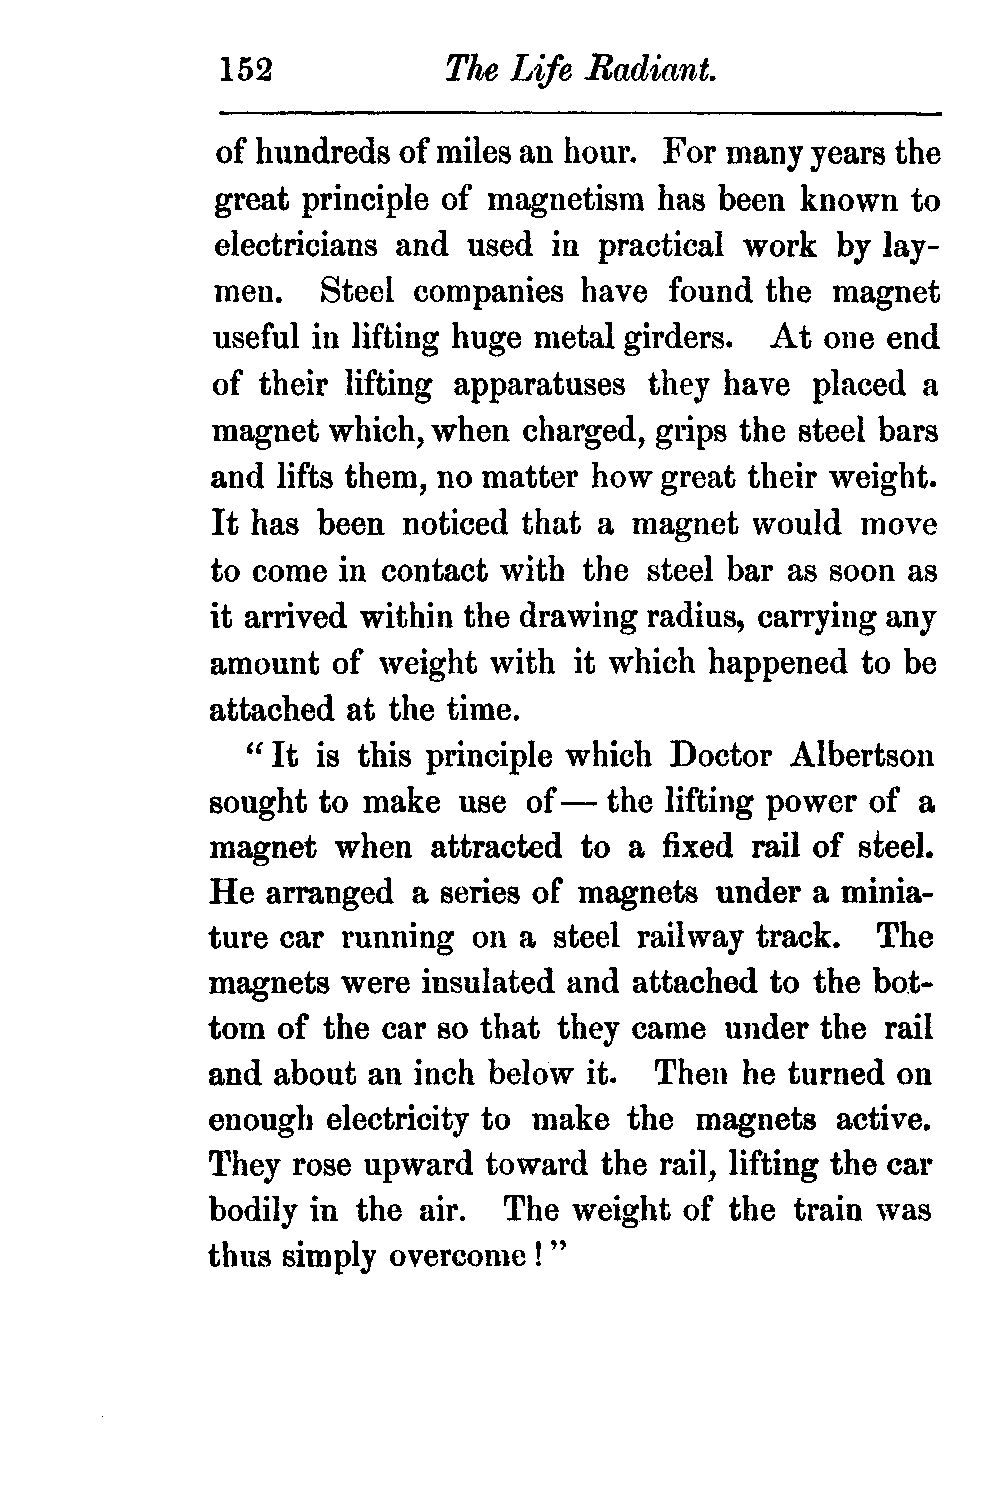 152 The Life Radiant.
of hundreds of miles an hour. For many years the
great principle of magnetism has been known to
electricians and used in practical work by lay-
men. Steel companies have found the magnet
useful in lifting huge metal girders. At one end
of their lifting apparatuses they have placed a
magnet which, when charged, grips the steel bars
and lifts them, no matter how great their weight.
It has been noticed that a magnet would move
to come in contact with the steel bar as soon as
it arrived within the drawing radius, carrying any
amount of weight with it which happened to be
attached at the time.
“It is this principle which Doctor Albertson
sought to make use of — the lifting power of a
magnet when attracted to a fixed rail of steel.
He arranged a series of magnets under a minia-
ture car running on a steel railway track. The
magnets were insulated and attached to the bot-
tom of the car so that they came under the rail
and about an inch below it. Then he turned on
enough electricity to make the magnets active.
They rose upward toward the rail, lifting the car
bodily in the air. The weight of the train was
thus simply overcome!”